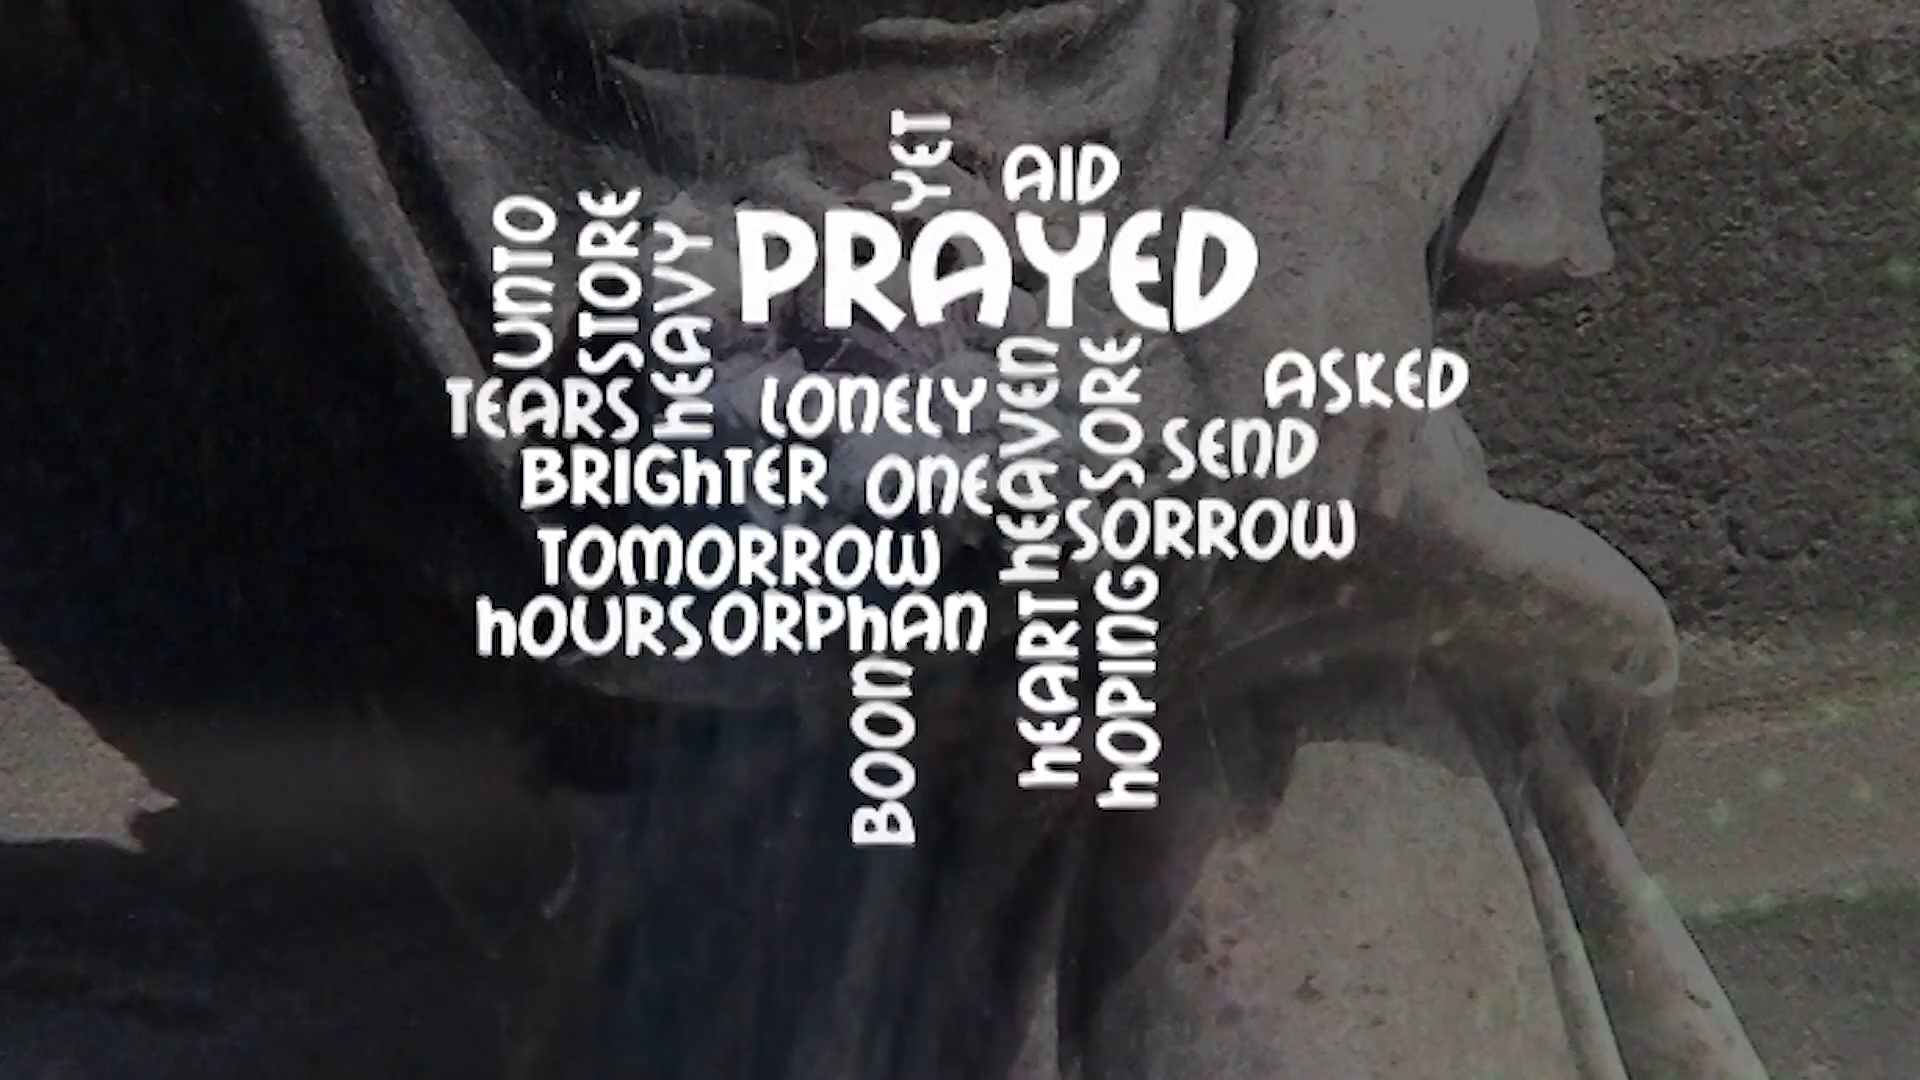 YET
AID
UNTO
STORE
HEAVY
PRAYED
TEARS
LONELY
HEAVEN
SORE
ASKED
BRIGHTER
ONE
SEND
TOMORROW
SORROW
HOURS
ORPHAN
HEART
HOPING
BOON